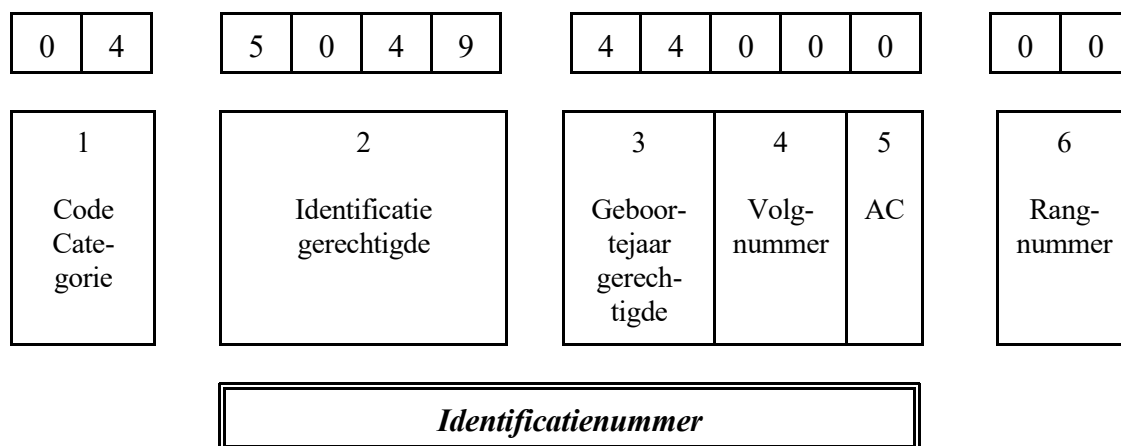 0 4 5 0 4 9 4 4 0 0 0 0 0
1 2 3 4 5 6
Code
Cate-
gorie
Identificatie
gerechtigde
Geboor-
tejaar
gerech-
tigde
Volg-
nummer
AC
Rang-
nummer
Identificatienummer